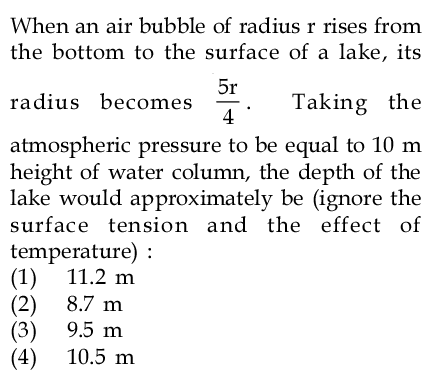 When an air bubble of radius r rises from
the bottom to the surface of a lake, its
radius becomes 5r/4. Taking the
atmospheric pressure to be equal to 10 m
height of water column, the depth of the
lake would approximately be (ignore the
surface tension and the effect of
temperature) :
(1) 11.2 m
(2) 8.7 m
(3) 9.5 m
(4) 10.5 m